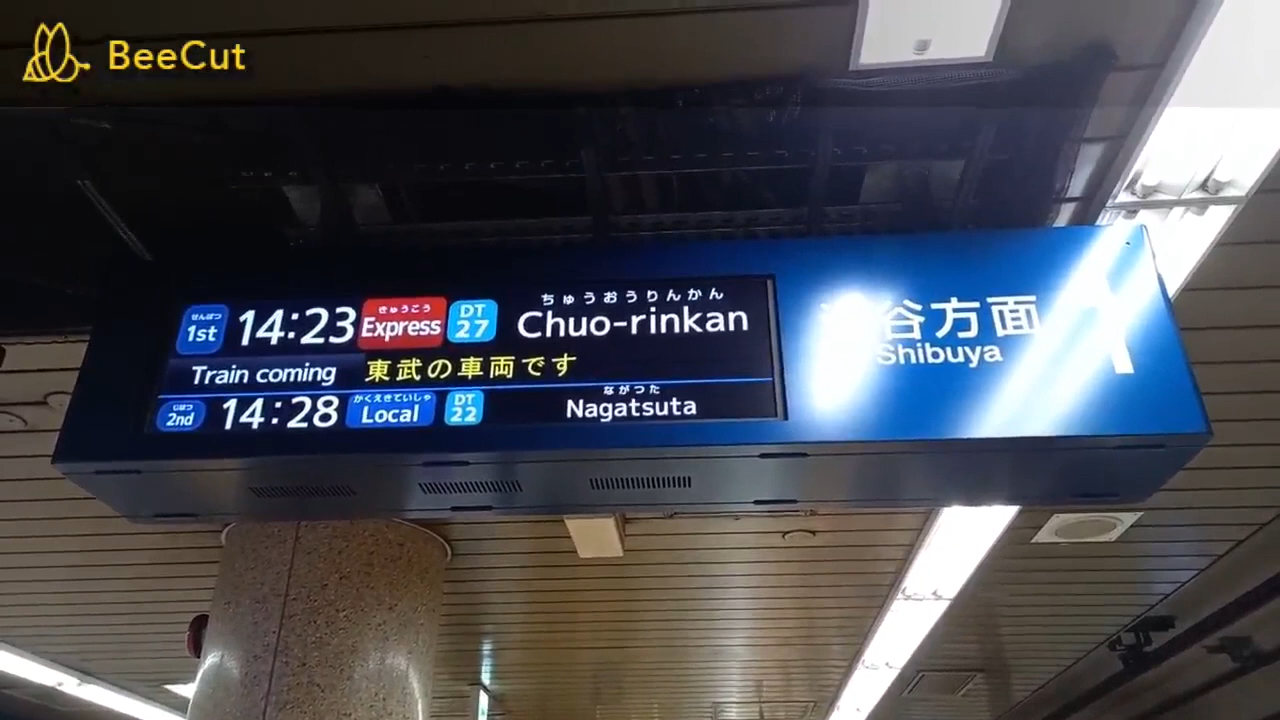 BeeCut
せんぱつ きゅうこう ちゅうおうりんかん
1st 14:23 Express DT 27 Chuo-rinkan
Train coming 東武の車両です
じはつ かくえきていしゃ ながつた
2nd 14:28 Local DT 22 Nagatsuta
渋谷方面 1
Shibuya